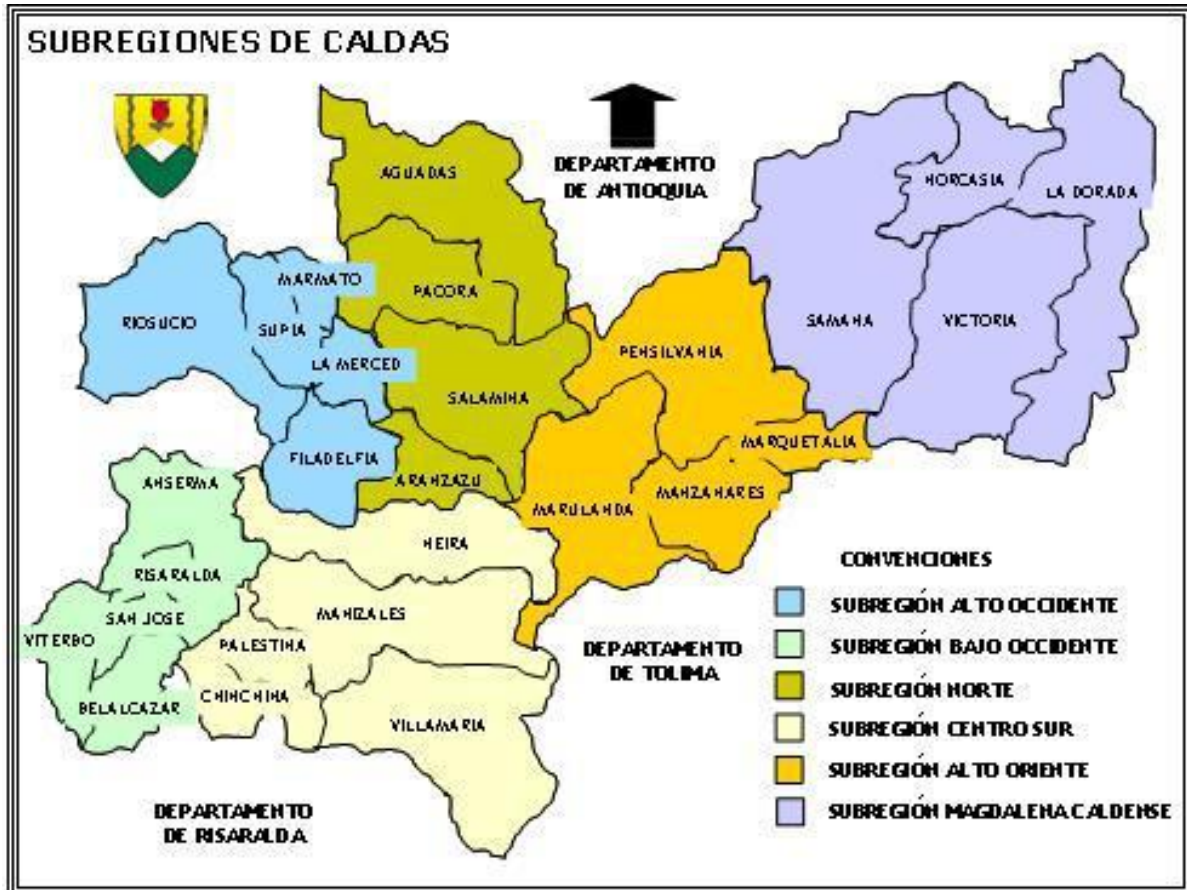 SUBREGIONES DE CALDAS
DEPARTAMENTO
DE ANTIOQUIA
AGUADAS
NORCASIA
LA DORADA
MARMATO
PACORA
RIOSUCIO
SUPIA
SAMANA
VICTORIA
LA MERCED
PENSILVANIA
SALAMINA
MARQUETALIA
FILADELFIA
ANSERMA
ARANZAZU
MANZANARES
MARULANDA
NEIRA
RISARALDA
MANIZALES
SAN JOSE
VITERBO
PALESTINA
CHINCHINA
BELALCAZAR
VILLAMARIA
DEPARTAMENTO
DE TOLIMA
DEPARTAMENTO
DE RISARALDA
CONVENCIONES
SUBREGIÓN ALTO OCCIDENTE
SUBREGIÓN BAJO OCCIDENTE
SUBREGIÓN NORTE
SUBREGIÓN CENTRO SUR
SUBREGIÓN ALTO ORIENTE
SUBREGIÓN MAGDALENA CALDENSE